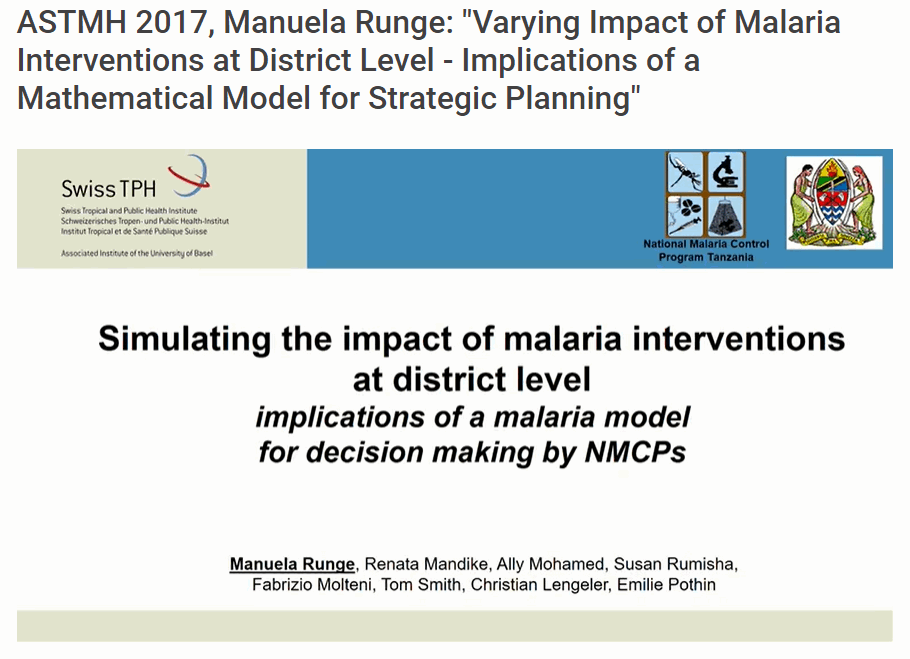 ASTMH 2017, Manuela Runge: "Varying Impact of Malaria
Interventions at District Level - Implications of a
Mathematical Model for Strategic Planning"
Swiss TPH
Swiss Tropical and Public Health Institute
Schweizerisches Tropen- und Public Health-Institut
Institut Tropical et de Santé Publique Suisse
Associated Institute of the University of Basel
National Malaria Control
Program Tanzania
Simulating the impact of malaria interventions
at district level
implications of a malaria model
for decision making by NMCPs
Manuela Runge, Renata Mandike, Ally Mohamed, Susan Rumisha,
Fabrizio Molteni, Tom Smith, Christian Lengeler, Emilie Pothin